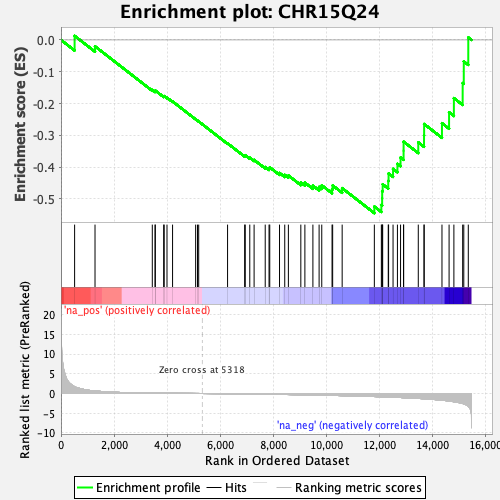 Enrichment plot: CHR15Q24
Enrichment score (ES)
0.0
-0.1
-0.2
-0.3
-0.4
-0.5
'na_pos' (positively correlated)
Ranked list metric (PreRanked)
20
15
10
5
0
-5
-10
Zero cross at 5318
'na_neg' (negatively correlated)
0 2,000 4,000 6,000 8,000 10,000 12,000 14,000 16,000
Rank in Ordered Dataset
Enrichment profile Hits Ranking metric scores